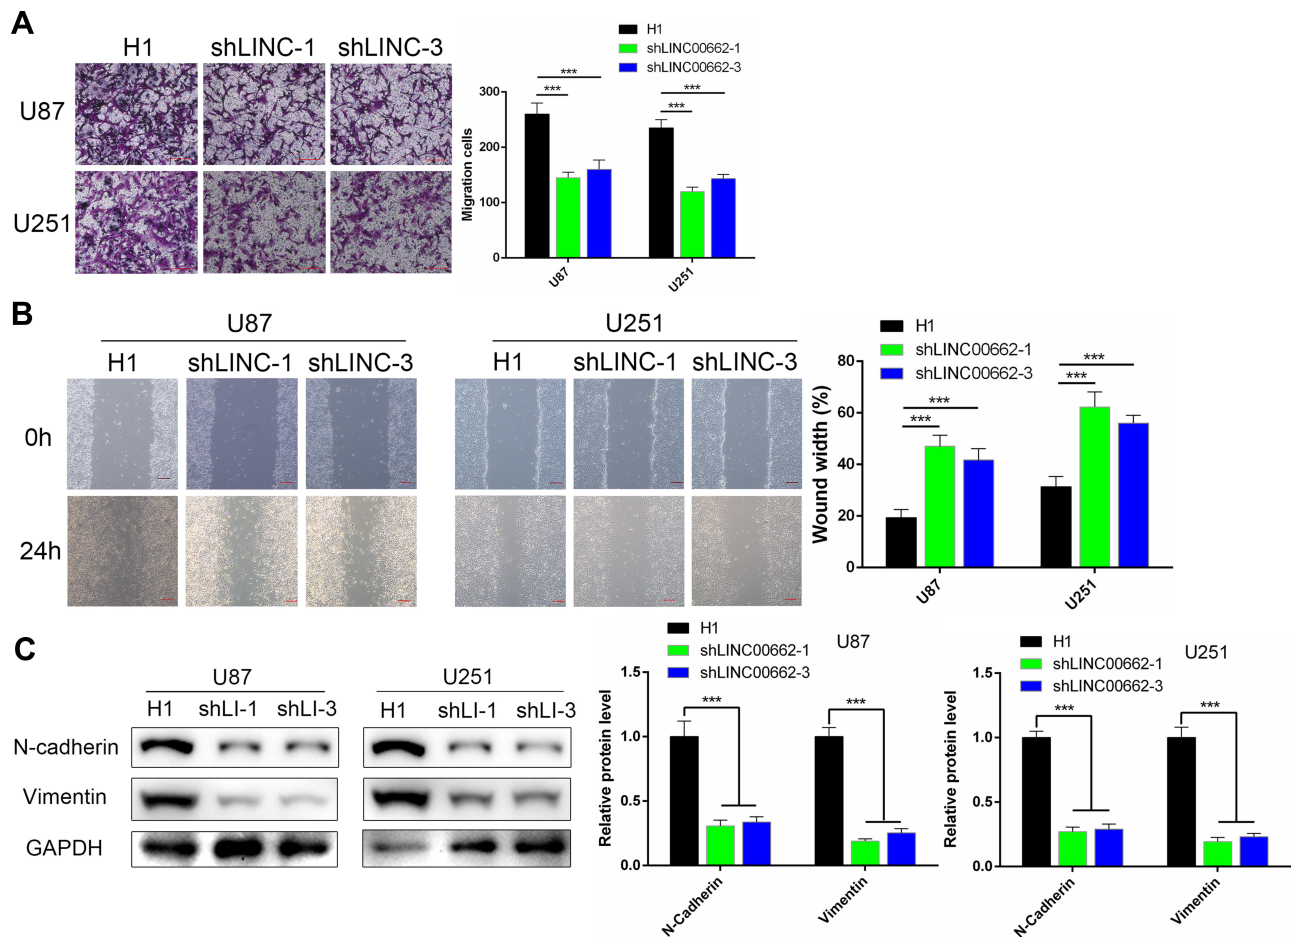 A
H1 shLINC-1 shLINC-3
U87
U251
H1
shLINC00662-1
shLINC00662-3
Migration cells
300
200
100
0
*** ***
*** ***
U87 U251
B
U87 U251
H1 shLINC-1 shLINC-3 H1 shLINC-1 shLINC-3
0h
24h
H1
shLINC00662-1
shLINC00662-3
Wound width (%)
80
60
40
20
0
*** ***
*** ***
U87 U251
C
U87 U251
H1 shLI-1 shLI-3 H1 shLI-1 shLI-3
N-cadherin
Vimentin
GAPDH
H1
shLINC00662-1
shLINC00662-3
U87
Relative protein level
1.5
1.0
0.5
0.0
*** ***
N-Cadherin Vimentin
H1
shLINC00662-1
shLINC00662-3
U251
Relative protein level
1.5
1.0
0.5
0.0
*** ***
N-Cadherin Vimentin